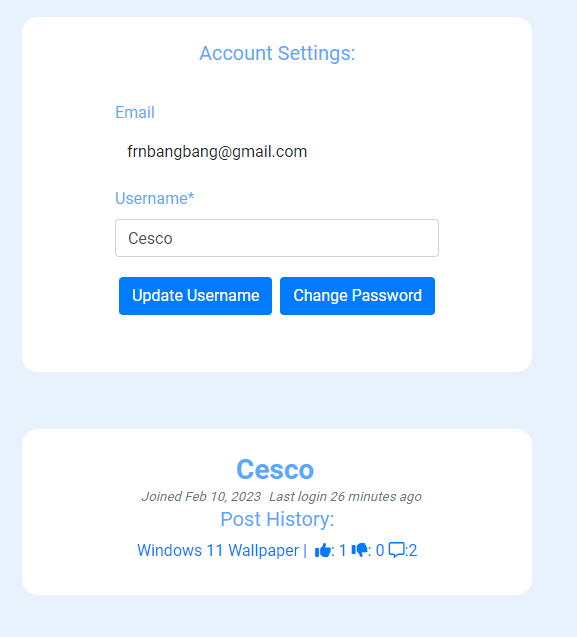 Account Settings:
Email
frnbangbang@gmail.com
Username*
Cesco
Update Username Change Password
Cesco
Joined Feb 10, 2023 Last login 26 minutes ago
Post History:
Windows 11 Wallpaper | : 1 : 0 :2